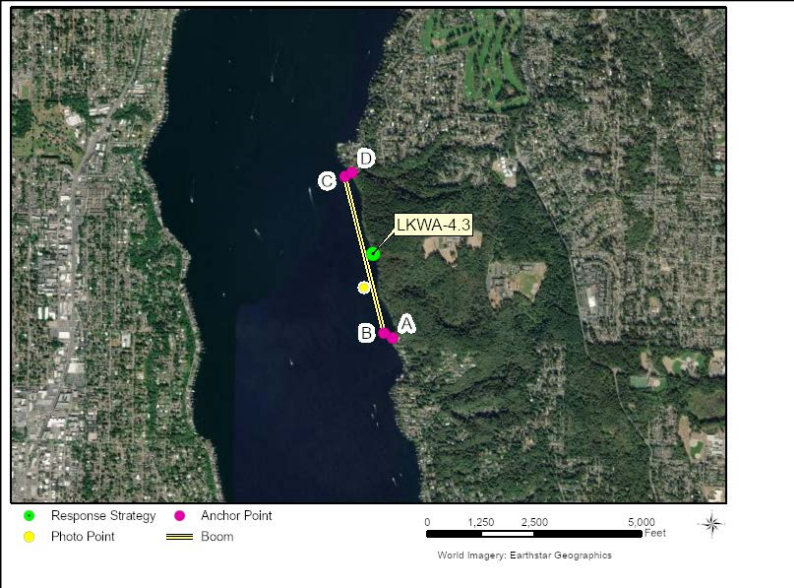 D
C
LKWA-4.3
A
B
Response Strategy Anchor Point
Photo Point Boom
0 1,250 2,500 5,000
Feet
World Imagery: Earthstar Geographics